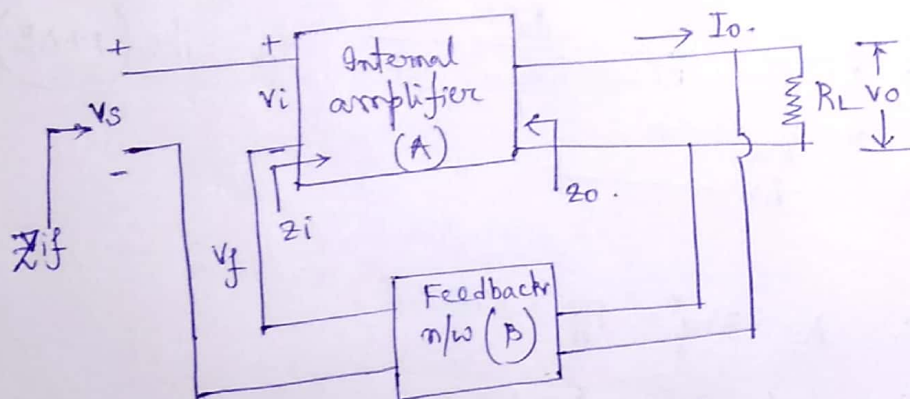 +
+
Internal
amplifier
(A)
Vi
-
Vs
-
Zif
Zi
Vf
Io.
RL
Vo
Zo.
Feedback
n/w (B)